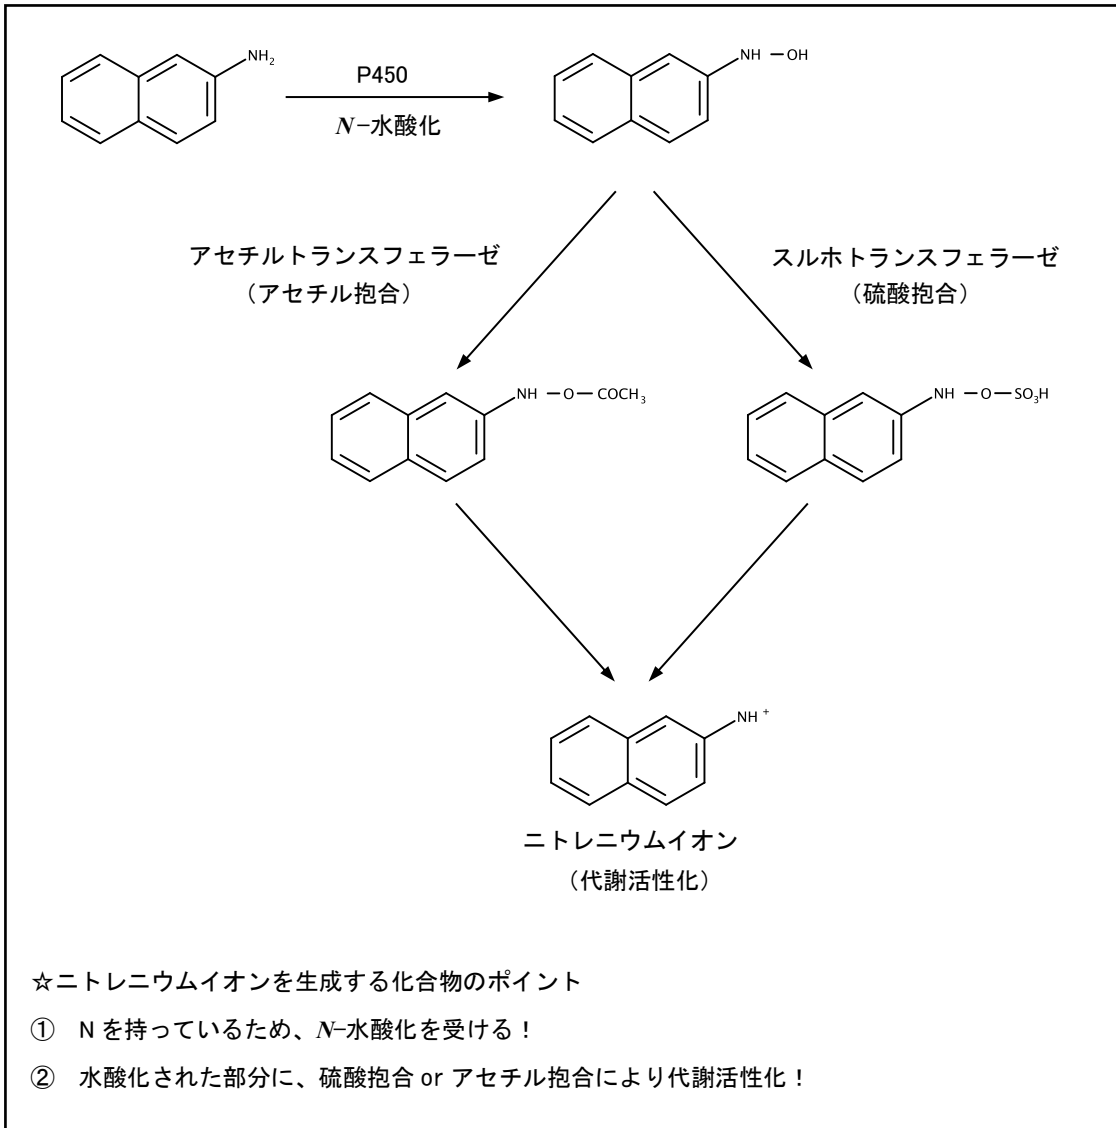 NH₂
NH－OH
P450
N－水酸化
アセチルトランスフェラーゼ
（アセチル抱合）
スルホトランスフェラーゼ
（硫酸抱合）
NH－O－COCH₃
NH－O－SO₃H
NH⁺
ニトレニウムイオン
（代謝活性化）
☆ニトレニウムイオンを生成する化合物のポイント
① N を持っているため、N－水酸化を受ける！
② 水酸化された部分に、硫酸抱合 or アセチル抱合により代謝活性化！